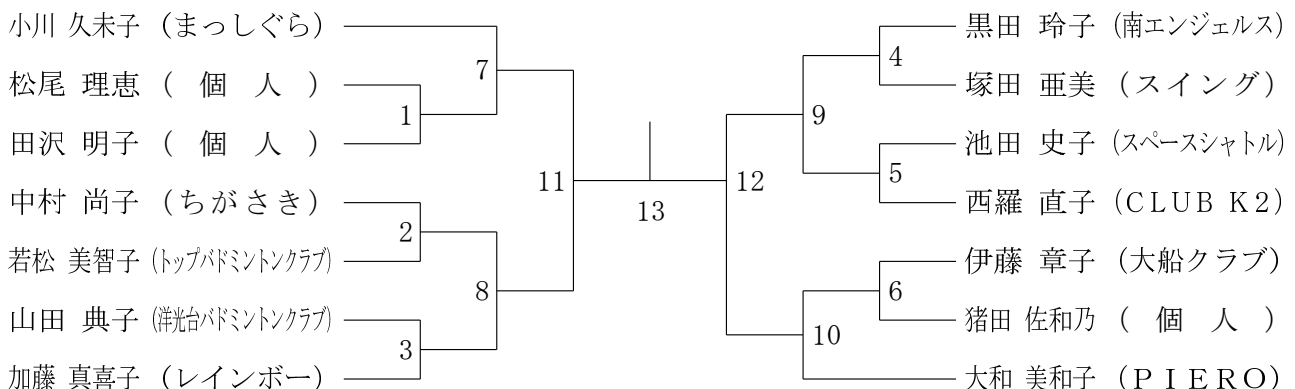 小川 久未子 (まっしぐら)
松尾 理恵 ( 個 人 )
田沢 明子 ( 個 人 )
中村 尚子 (ちがさき)
若松 美智子 (トップバドミントンクラブ)
山田 典子 (洋光台バドミントンクラブ)
加藤 真喜子 (レインボー)
1
2
3
7
8
11
13
12
9
10
4
5
6
黒田 玲子 (南エンジェルス)
塚田 亜美 (スイング)
池田 史子 (スペースシャトル)
西羅 直子 (CLUB K2)
伊藤 章子 (大船クラブ)
猪田 佐和乃 ( 個 人 )
大和 美和子 (PIERO)